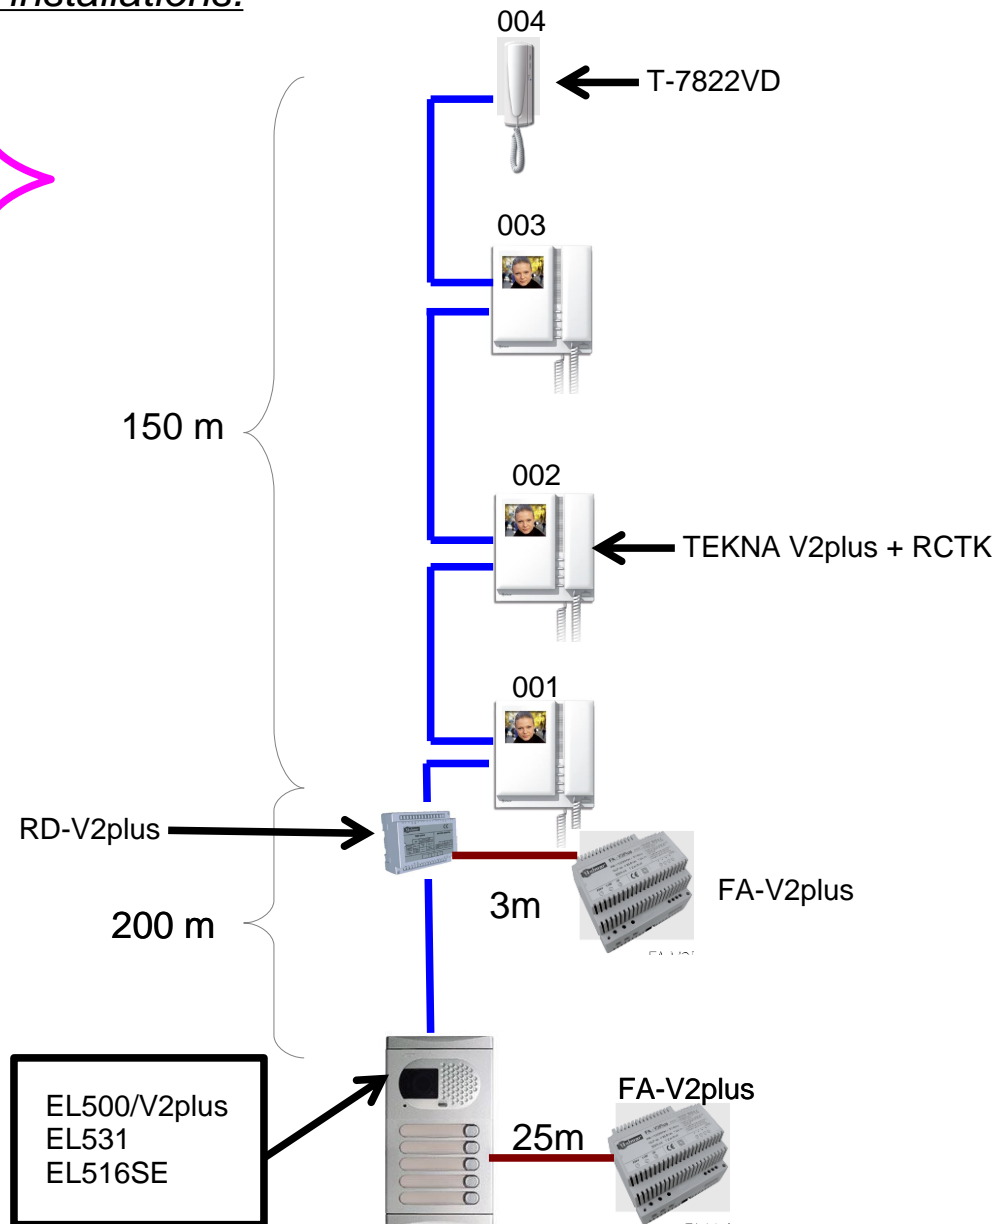 installations:
004
T-7822VD
003
150 m
002
TEKNA V2plus + RCTK
001
RD-V2plus
3m
FA-V2plus
200 m
FA-V2plus
EL500/V2plus
EL531
EL516SE
25m